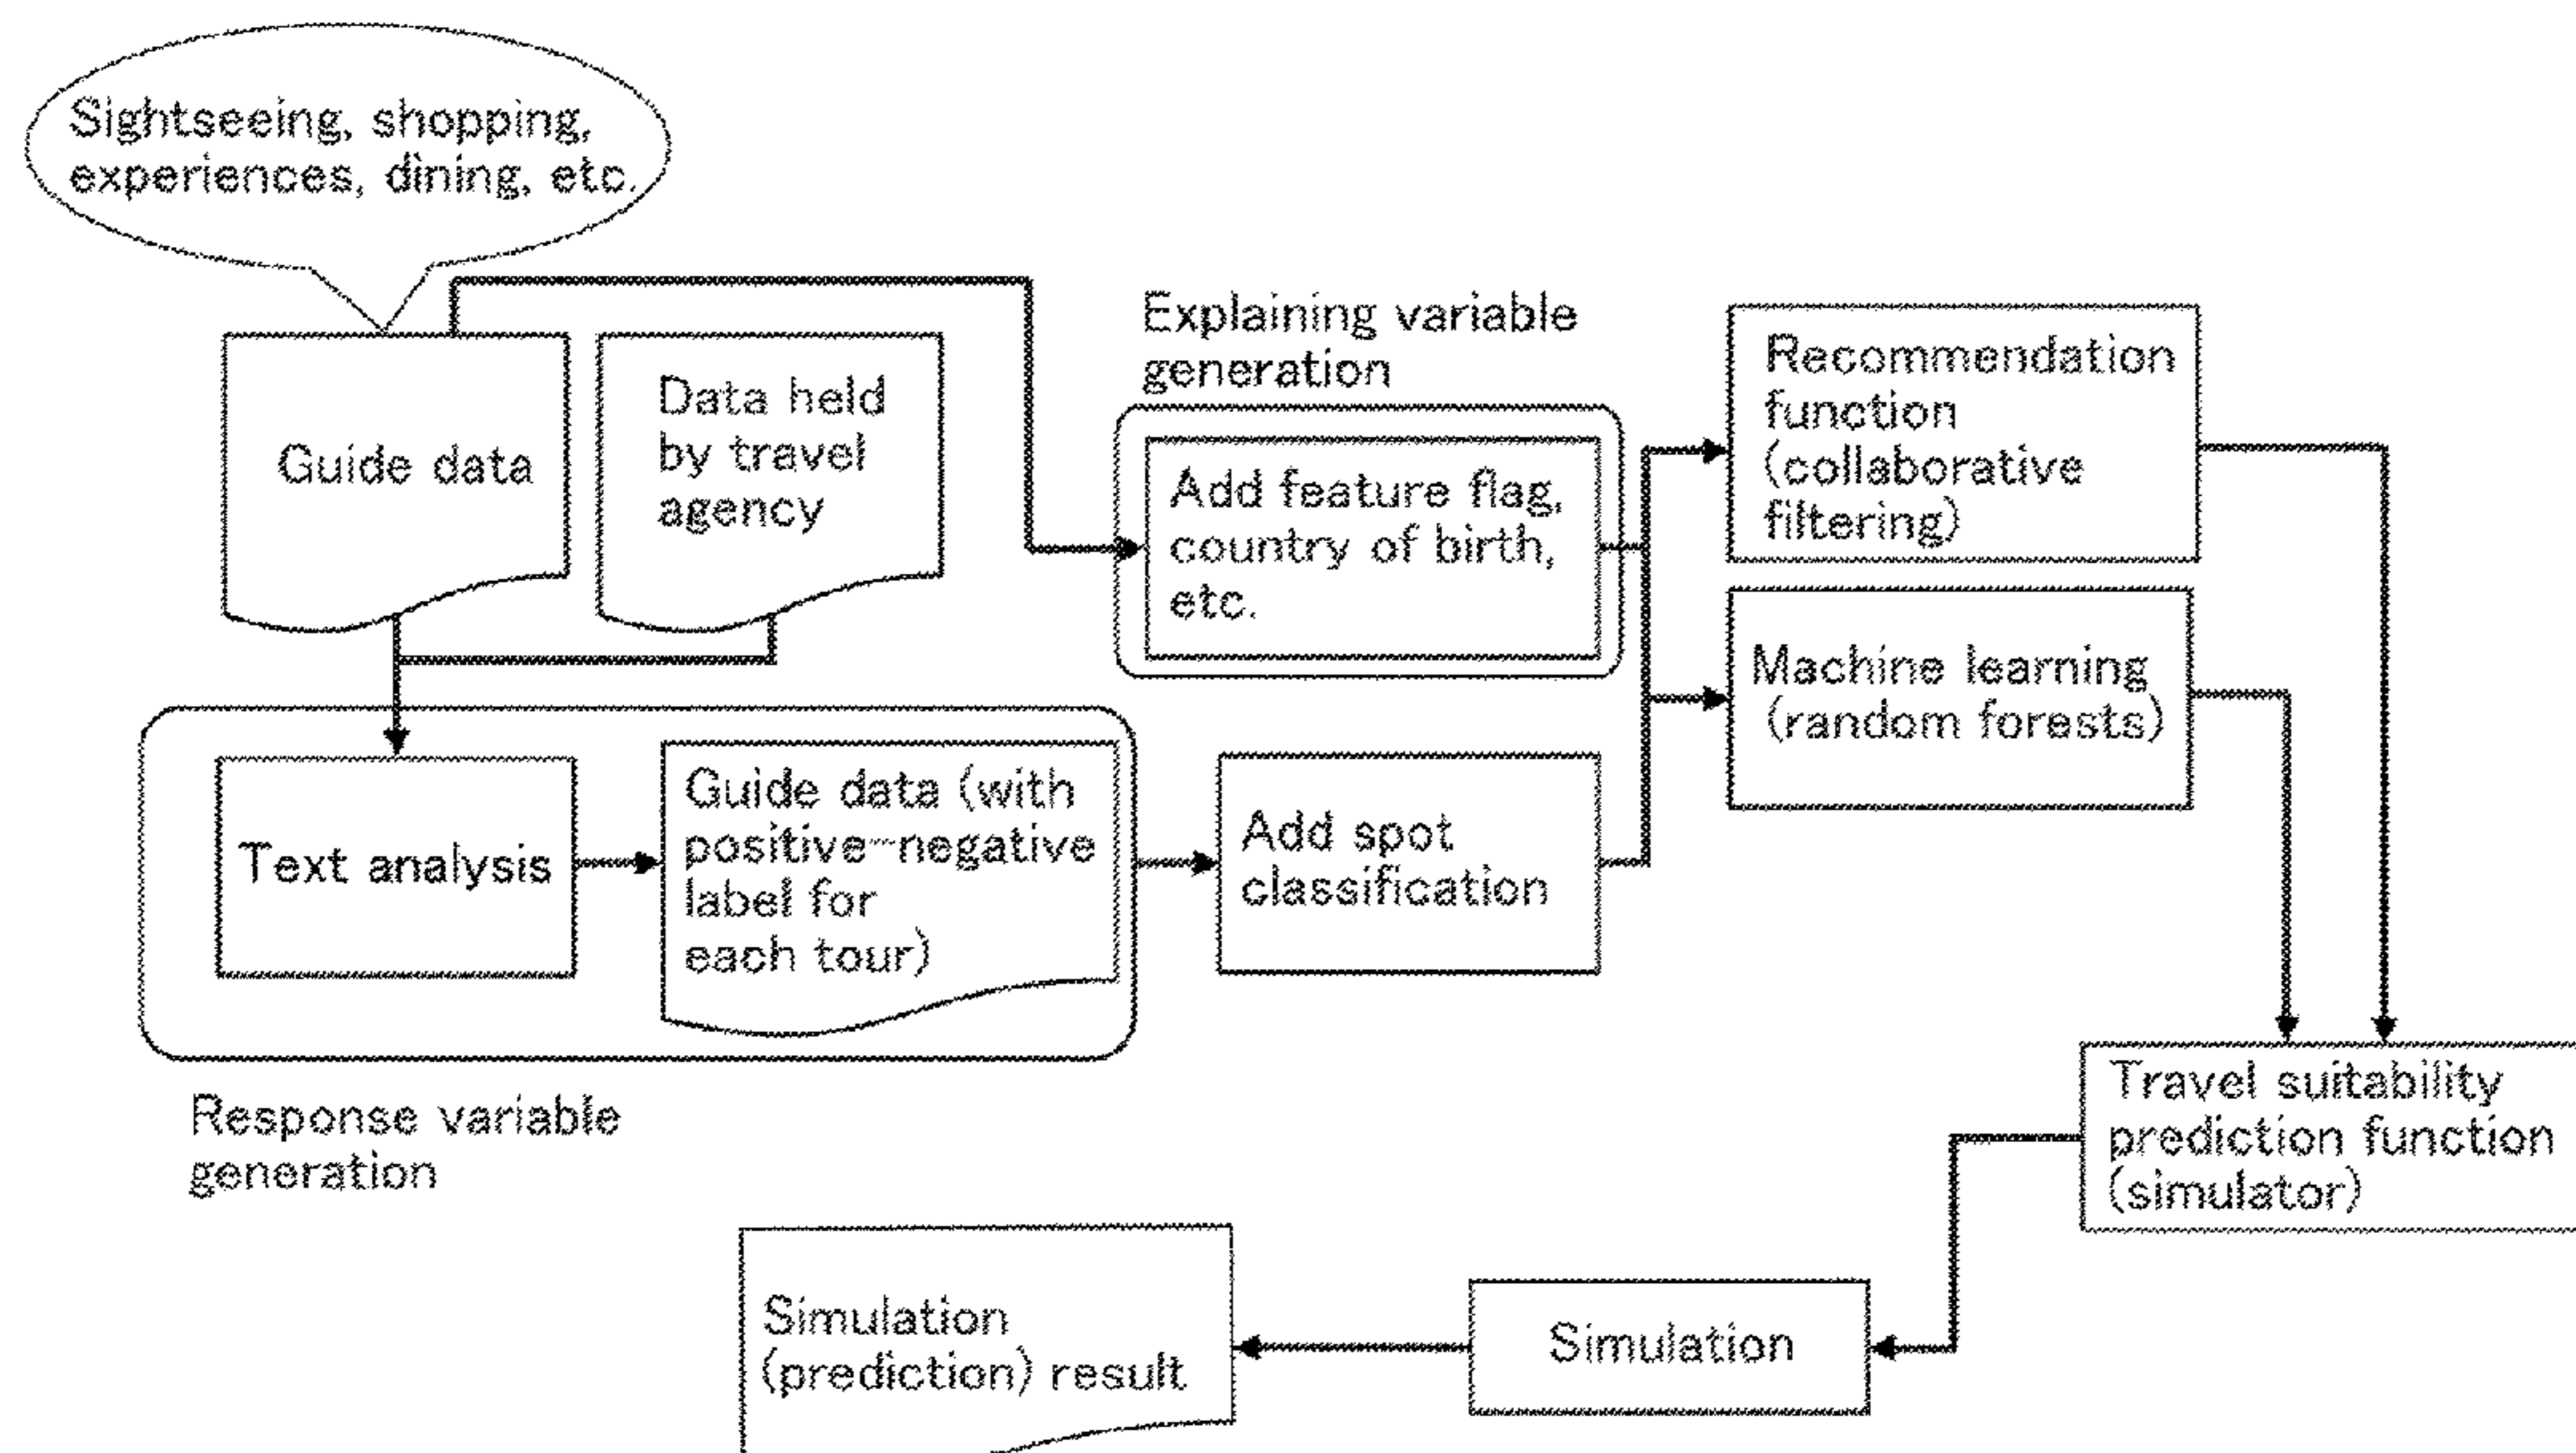 Sightseeing, shopping,
experiences, dining, etc.
Guide data
Data held
by travel
agency
Explaining variable
generation
Add feature flag,
country of birth,
etc.
Recommendation
function
(collaborative
filtering)
Machine learning
(random forests)
Text analysis
Guide data (with
positive-negative
label for
each tour)
Add spot
classification
Response variable
generation
Travel suitability
prediction function
(simulator)
Simulation
Simulation
(prediction) result